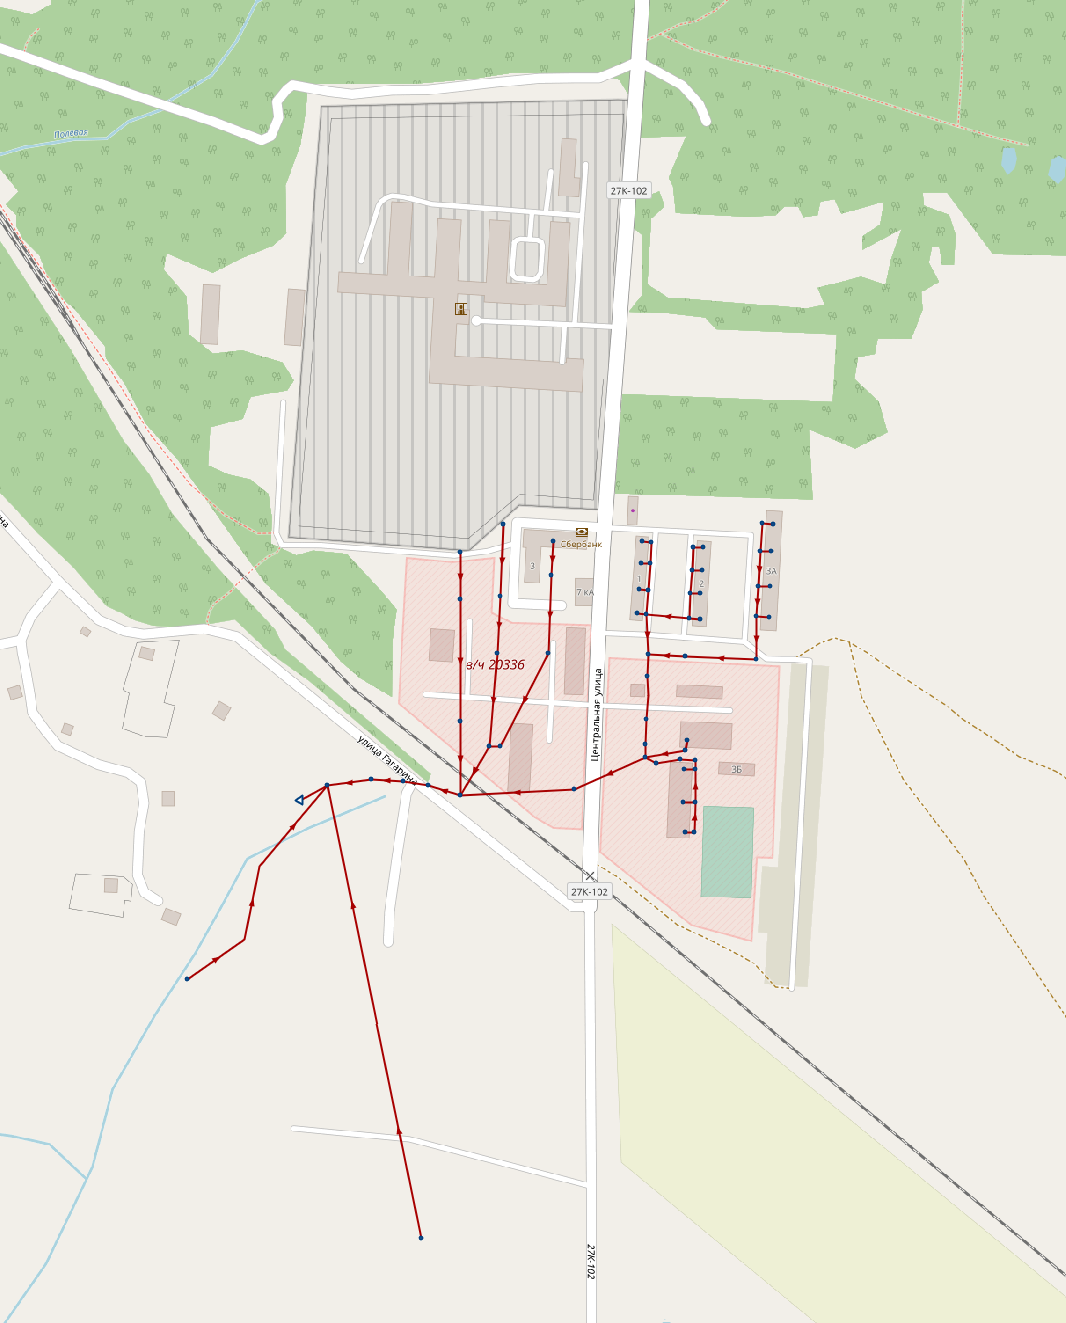 Полевая
27К-102
на
Сбербанк
3
7 кА
1
2
3А
в/ч 20336
Центральная улица
улица Гагарина
3Б
27К-102
27К-102